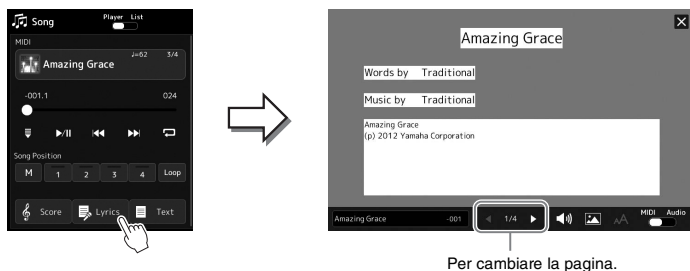 Song
Player List
MIDI
♩=62 3/4
Amazing Grace
-001.1 024
Song Position
M 1 2 3 4 Loop
Score Lyrics Text
Amazing Grace
Words by Traditional
Music by Traditional
Amazing Grace
(p) 2012 Yamaha Corporation
Amazing Grace -001 1/4 AA MIDI Audio
Per cambiare la pagina.